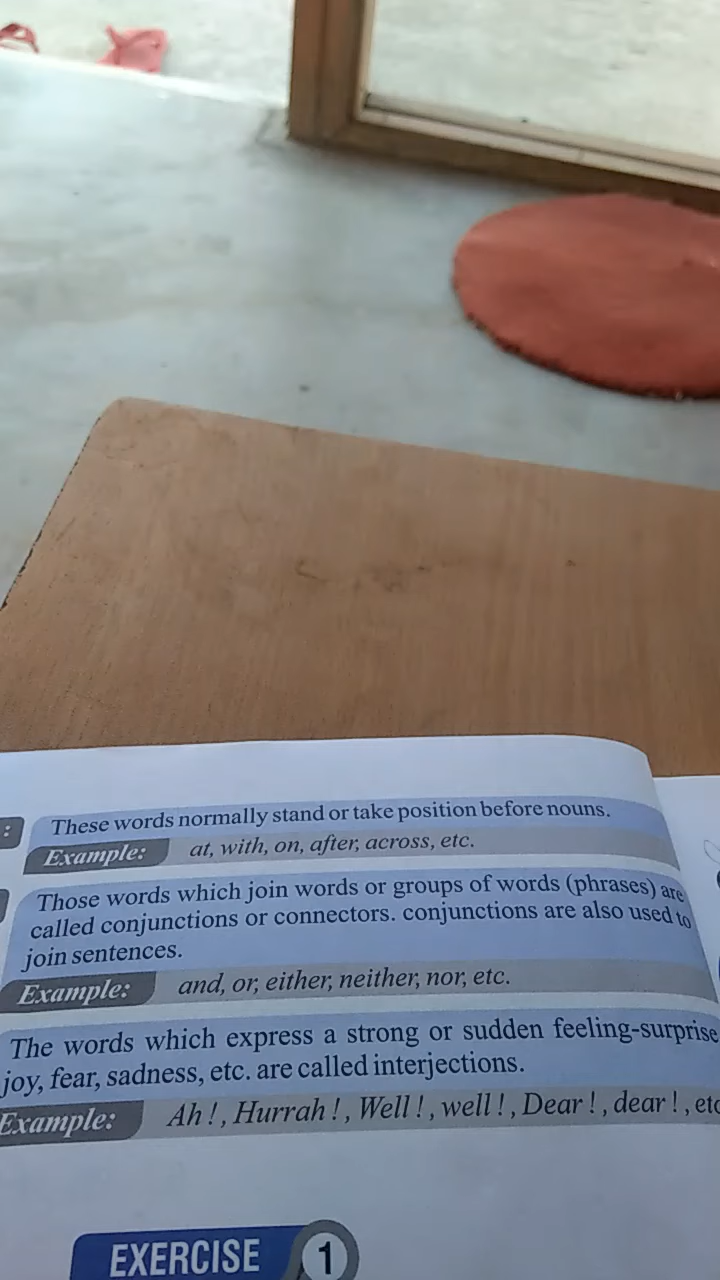 : These words normally stand or take position before nouns.
Example: at, with, on, after, across, etc.
Those words which join words or groups of words (phrases) are
called conjunctions or connectors. conjunctions are also used to
join sentences.
Example: and, or, either, neither, nor, etc.
The words which express a strong or sudden feeling-surprise
joy, fear, sadness, etc. are called interjections.
Example: Ah !, Hurrah !, Well !, well !, Dear !, dear !, etc
EXERCISE 1